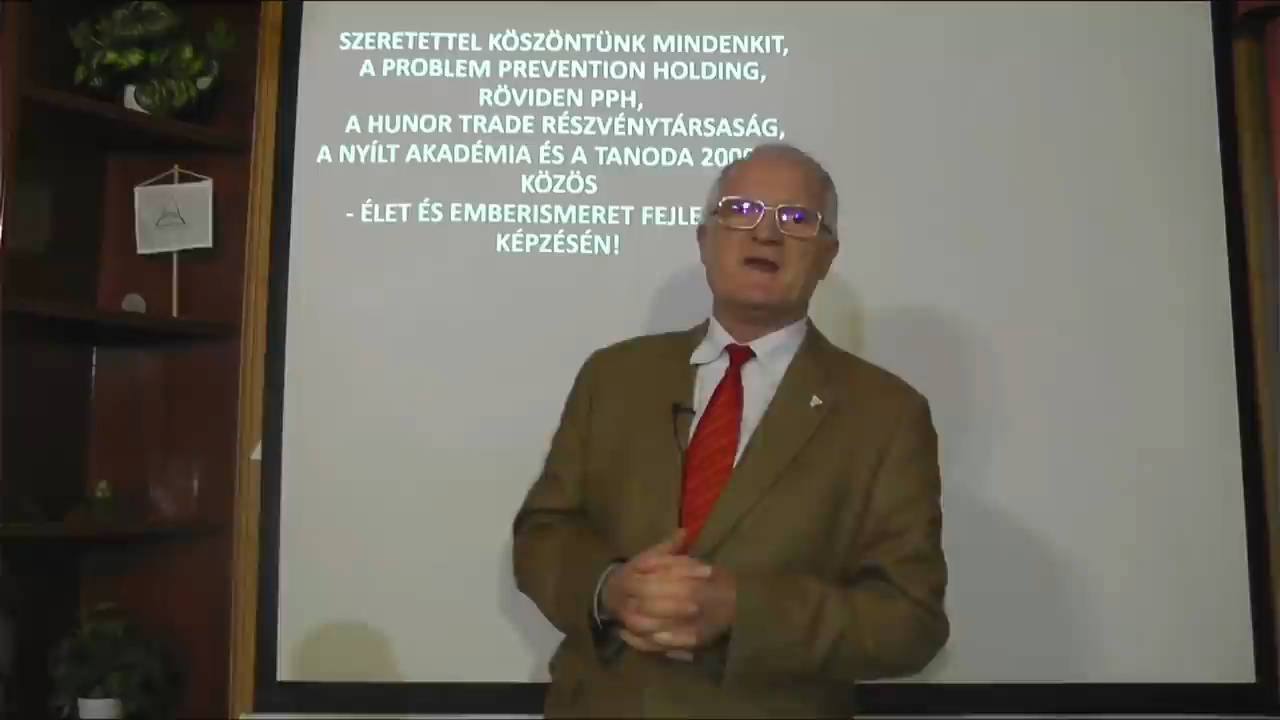 SZERETETTEL KÖSZÖNTÜNK MINDENKIT,
A PROBLEM PREVENTION HOLDING,
RÖVIDEN PPH,
A HUNOR TRADE RÉSZVÉNYTÁRSASÁG,
A NYÍLT AKADÉMIA ÉS A TANODA
KÖZÖS
- ÉLET ÉS EMBERISMERET
KÉPZÉSÉN!